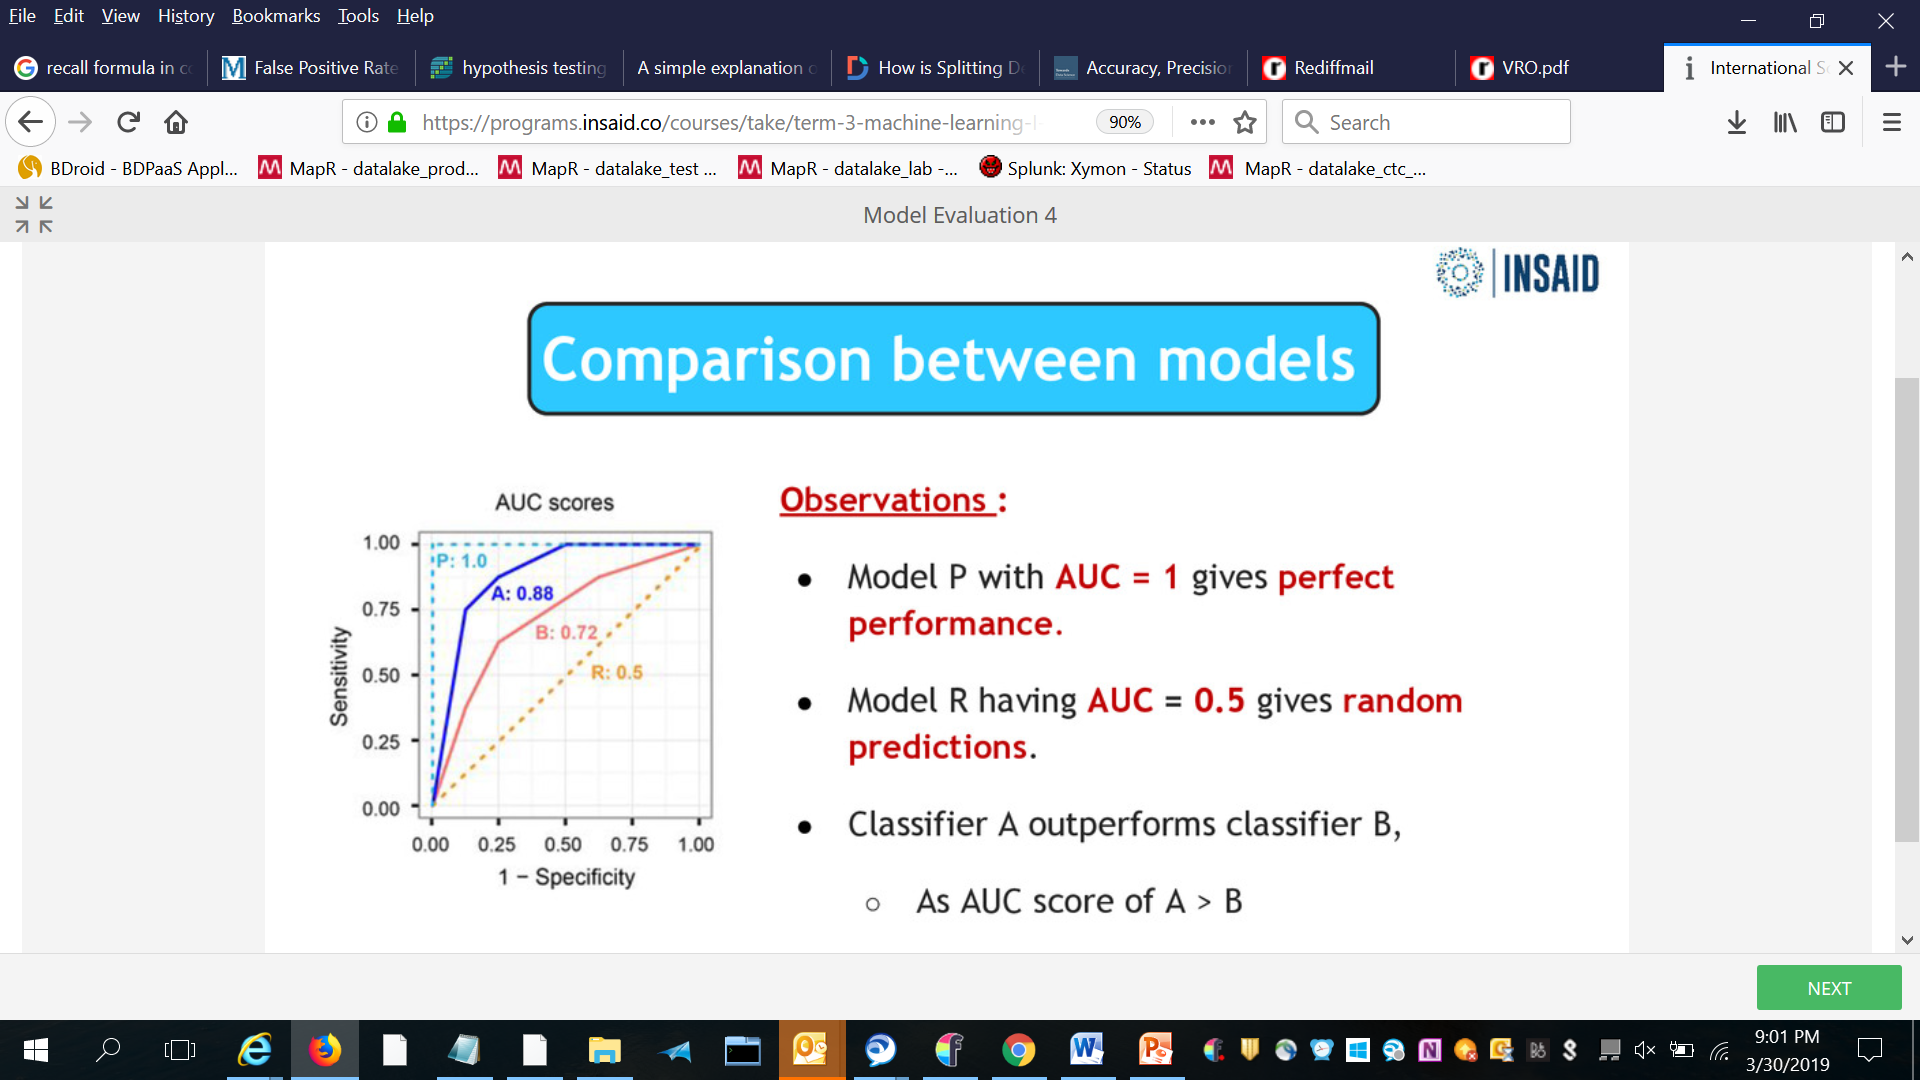 File Edit View History Bookmarks Tools Help
recall formula in c
False Positive Rate
hypothesis testing
A simple explanation o
How is Splitting D
Accuracy, Precisio
Rediffmail
VRO.pdf
International S
https://programs.insaid.co/courses/take/term-3-machine-learning-l
90%
Search
BDroid - BDPaaS Appl...
MapR - datalake_prod...
MapR - datalake_test ...
MapR - datalake_lab -...
Splunk: Xymon - Status
MapR - datalake_ctc_...
Model Evaluation 4
INSAID
Comparison between models
AUC scores
1.00
0.75
0.50
0.25
0.00
Sensitivity
P: 1.0
A: 0.88
B: 0.72
R: 0.5
0.00 0.25 0.50 0.75 1.00
1 − Specificity
Observations :
● Model P with AUC = 1 gives perfect
performance.
● Model R having AUC = 0.5 gives random
predictions.
● Classifier A outperforms classifier B,
○ As AUC score of A > B
NEXT
9:01 PM
3/30/2019